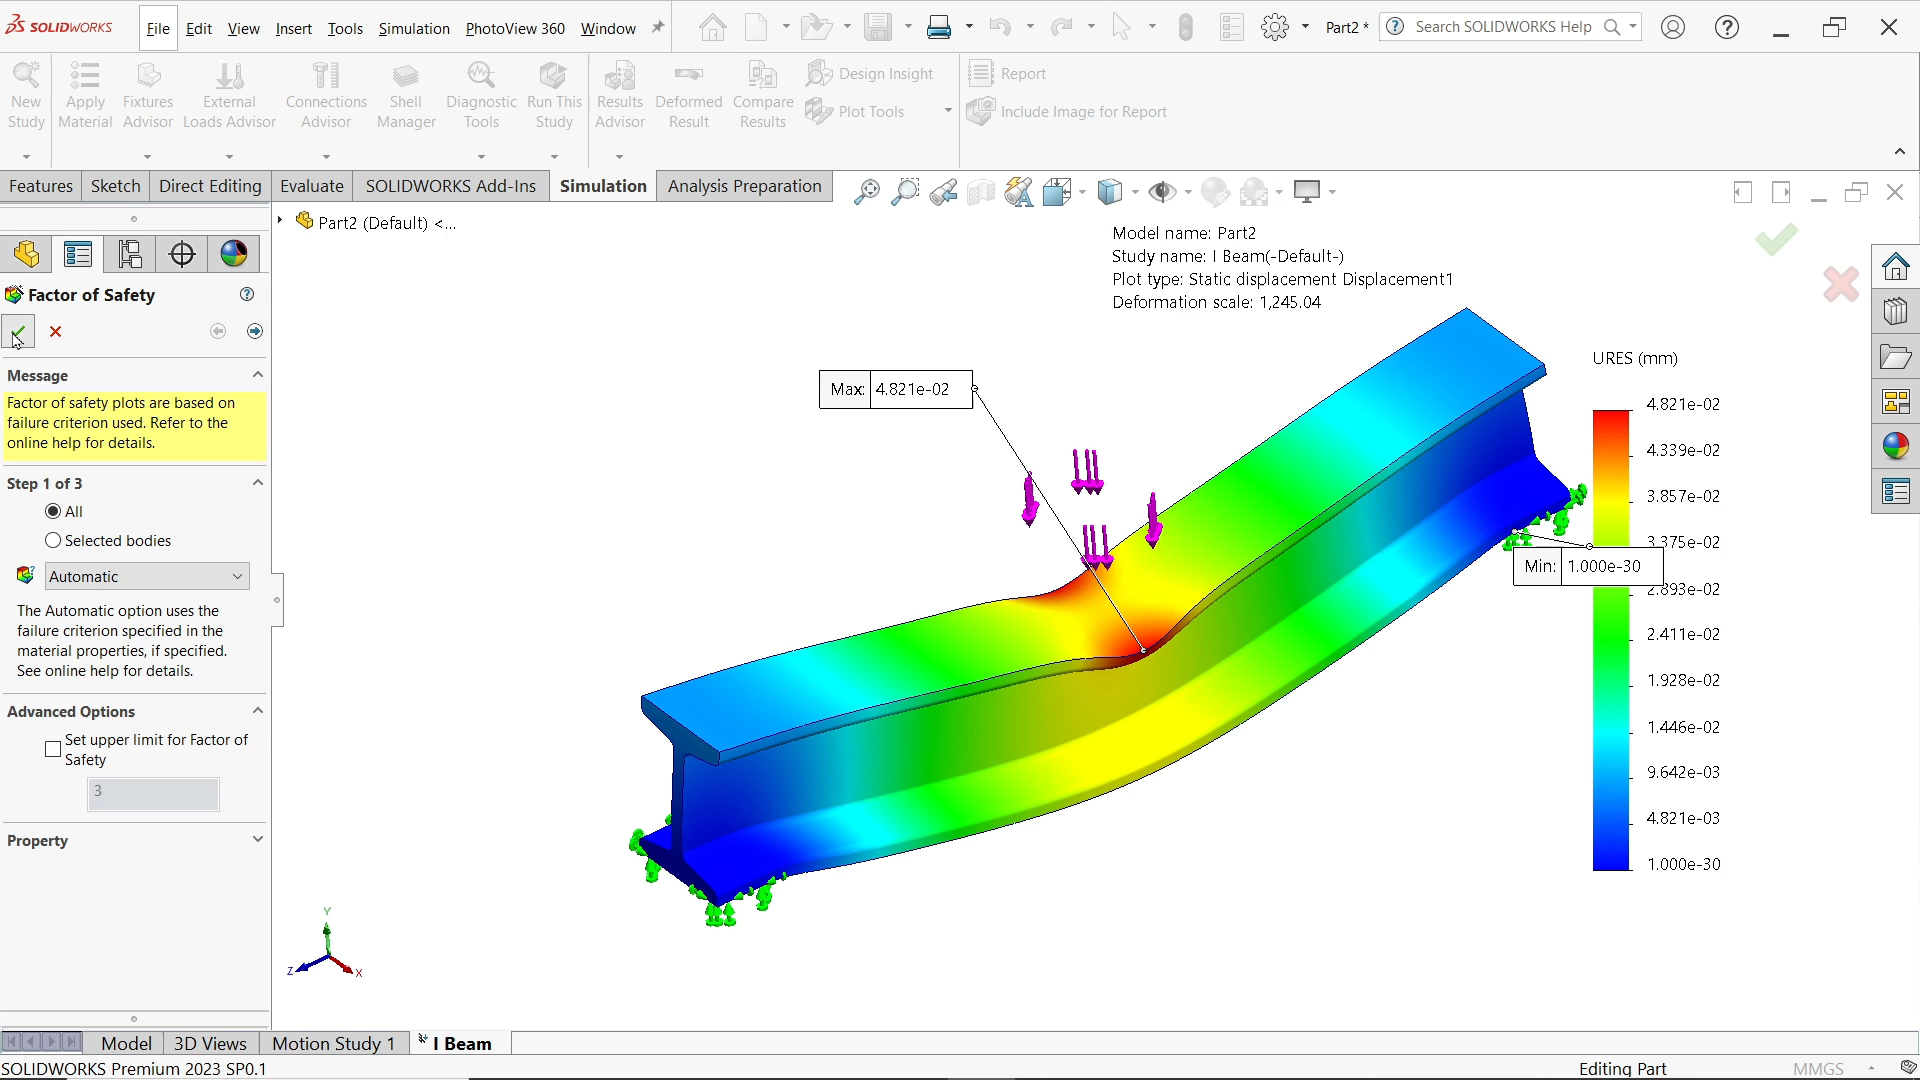 SOLIDWORKS
File Edit View Insert Tools Simulation PhotoView 360 Window
Part2 *
Search SOLIDWORKS Help
New Study
Apply Material
Fixtures Advisor
External Loads Advisor
Connections Advisor
Shell Manager
Diagnostic Tools
Run This Study
Results Advisor
Deformed Result
Compare Results
Design Insight
Plot Tools
Report
Include Image for Report
Features Sketch Direct Editing Evaluate SOLIDWORKS Add-Ins Simulation Analysis Preparation
Part2 (Default) <...
Factor of Safety
Message
Factor of safety plots are based on
failure criterion used. Refer to the
online help for details.
Step 1 of 3
All
Selected bodies
Automatic
The Automatic option uses the
failure criterion specified in the
material properties, if specified.
See online help for details.
Advanced Options
Set upper limit for Factor of
Safety
3
Property
Model name: Part2
Study name: I Beam(-Default-)
Plot type: Static displacement Displacement1
Deformation scale: 1,245.04
Max: 4.821e-02
Min: 1.000e-30
URES (mm)
4.821e-02
4.339e-02
3.857e-02
3.375e-02
2.893e-02
2.411e-02
1.928e-02
1.446e-02
9.642e-03
4.821e-03
1.000e-30
Y
Z
X
Model 3D Views Motion Study 1 I Beam
SOLIDWORKS Premium 2023 SP0.1
Editing Part
MMGS